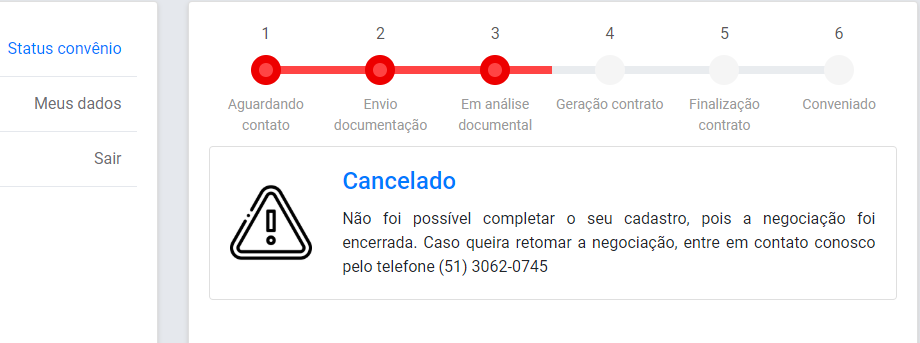 Status convênio
Meus dados
Sair
1 2 3 4 5 6
Aguardando contato
Envio documentação
Em análise documental
Geração contrato
Finalização contrato
Conveniado
Cancelado
Não foi possível completar o seu cadastro, pois a negociação foi
encerrada. Caso queira retomar a negociação, entre em contato conosco
pelo telefone (51) 3062-0745